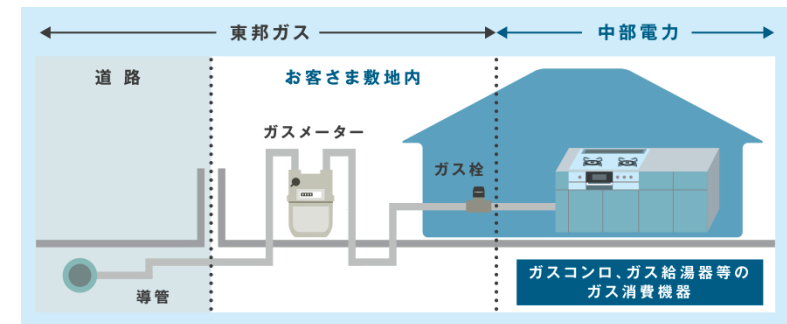 東邦ガス
中部電力
道 路
お客さま敷地内
ガスメーター
ガス栓
導管
ガスコンロ、ガス給湯器等の
ガス消費機器